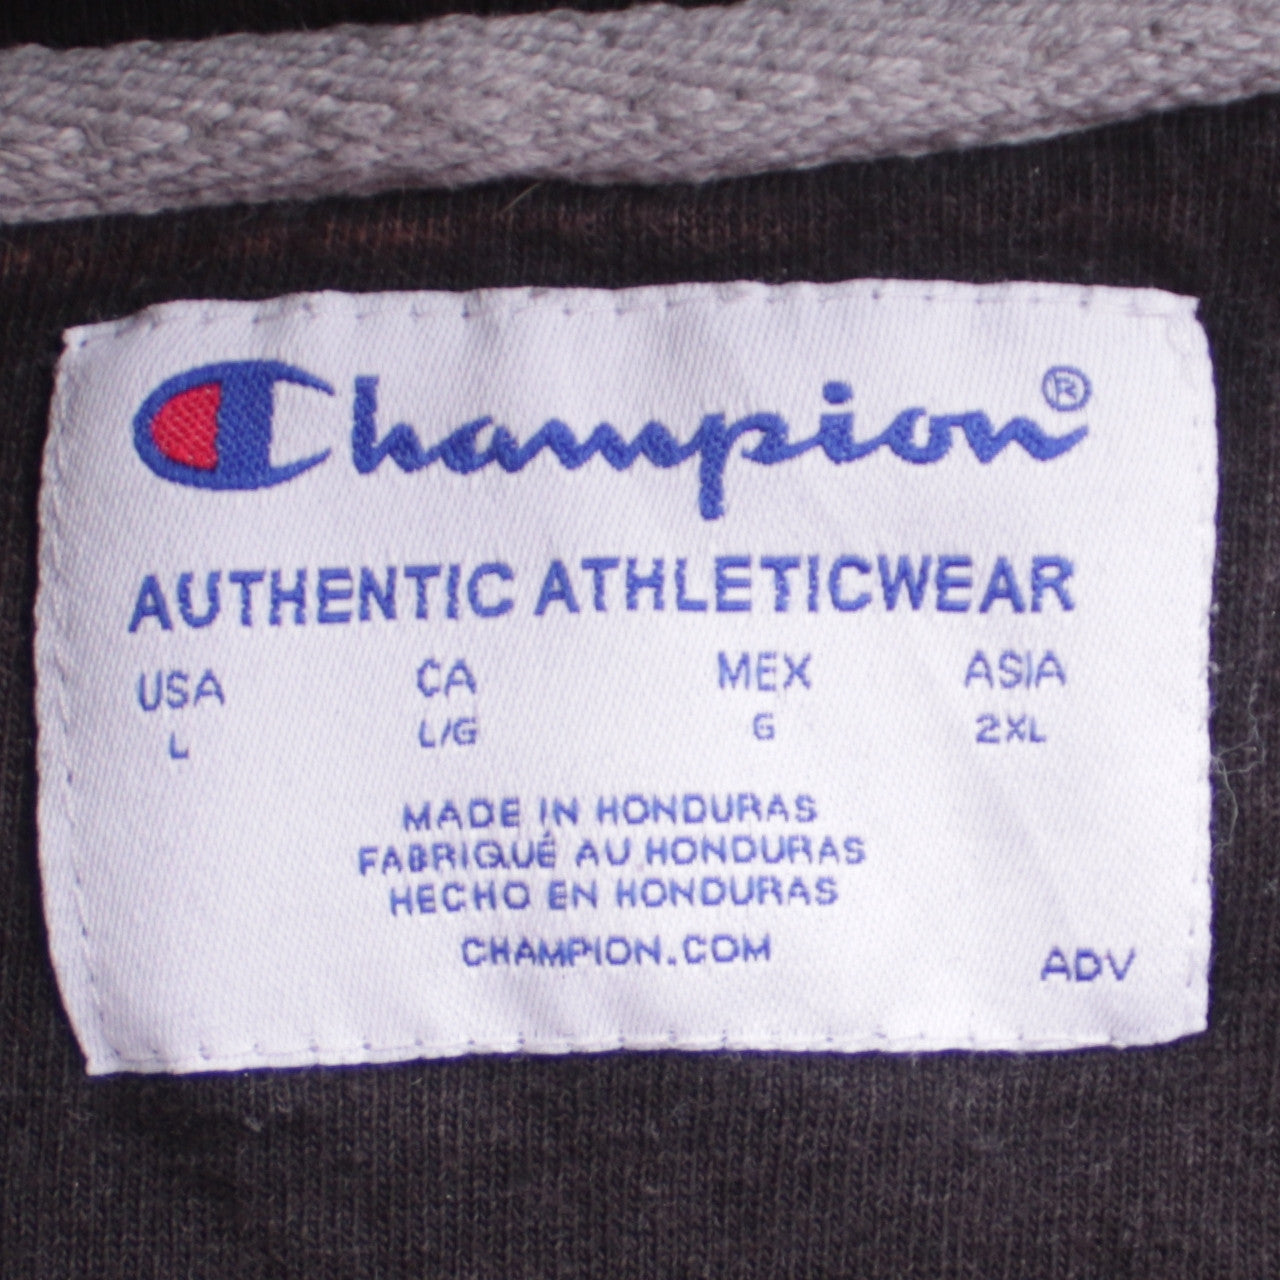 Champion®
AUTHENTIC ATHLETICWEAR
USA CA MEX ASIA
L L/G G 2XL
MADE IN HONDURAS
FABRIQUÉ AU HONDURAS
HECHO EN HONDURAS
CHAMPION.COM
ADV